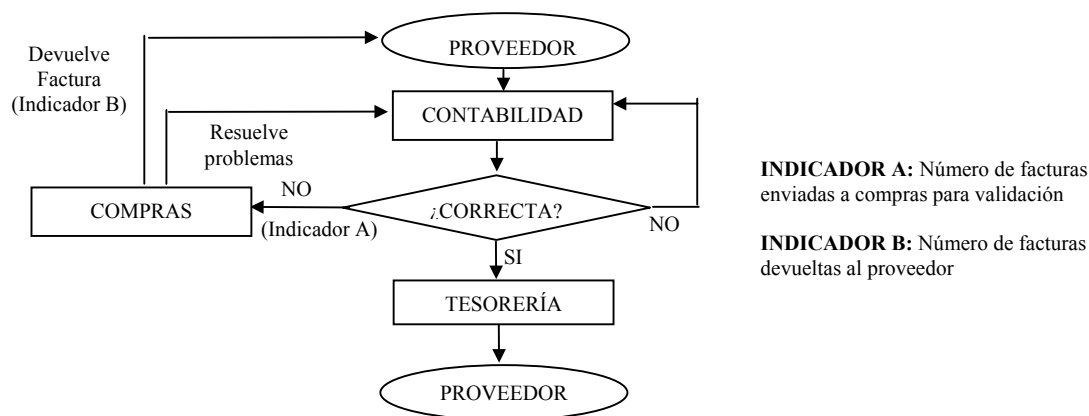 Devuelve
Factura
(Indicador B)
PROVEEDOR
CONTABILIDAD
Resuelve
problemas
COMPRAS
NO
(Indicador A)
¿CORRECTA?
NO
SI
TESORERÍA
PROVEEDOR
INDICADOR A: Número de facturas
enviadas a compras para validación
INDICADOR B: Número de facturas
devueltas al proveedor